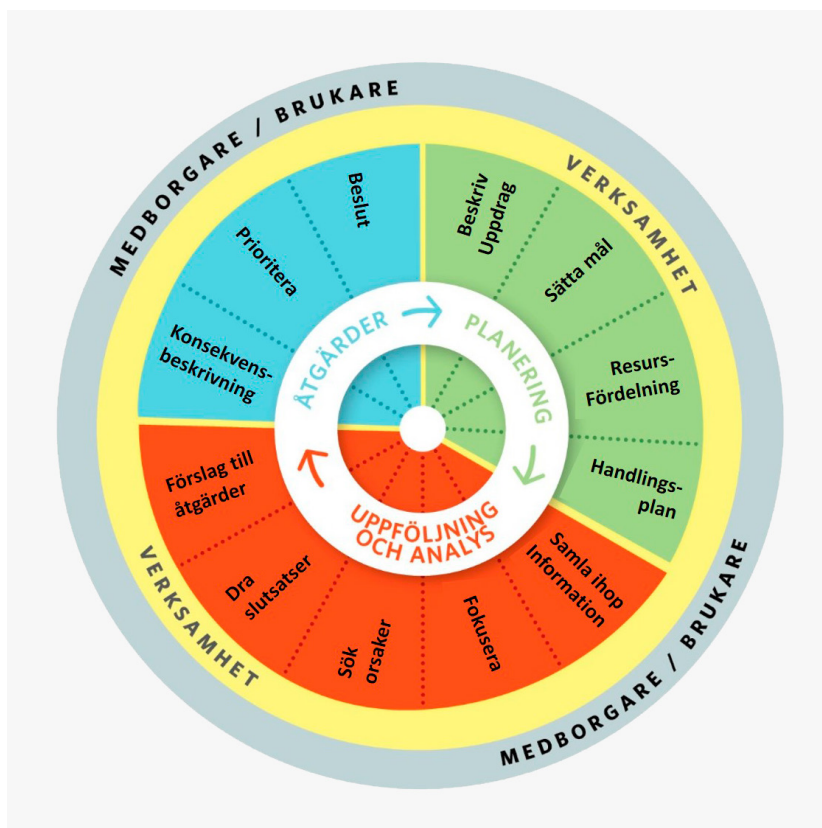 MEDBORGARE / BRUKARE
VERKSAMHET
Beskriv
Uppdrag
Sätta mål
Resurs-
Fördelning
Handlings-
plan
Samla ihop
Information
Fokusera
Sök
orsaker
Dra
slutsatser
Förslag till
åtgärder
Konsekvens-
beskrivning
Prioritera
Beslut
ÅTGÄRDER
PLANERING
UPPFÖLJNING
OCH ANALYS
VERKSAMHET
MEDBORGARE / BRUKARE